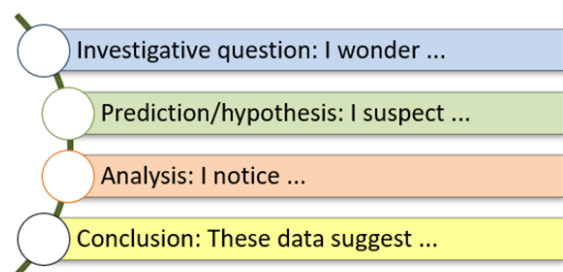 Investigative question: I wonder ...
Prediction/hypothesis: I suspect ...
Analysis: I notice ...
Conclusion: These data suggest ...